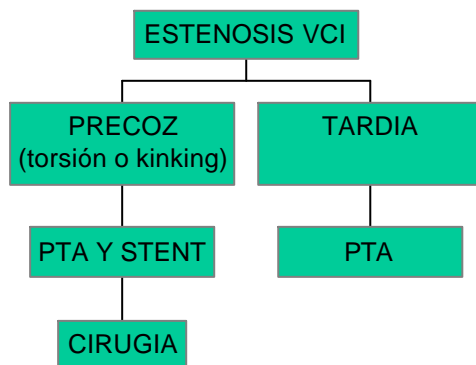 ESTENOSIS VCI
PRECOZ
(torsión o kinking)
TARDIA
PTA Y STENT
PTA
CIRUGIA